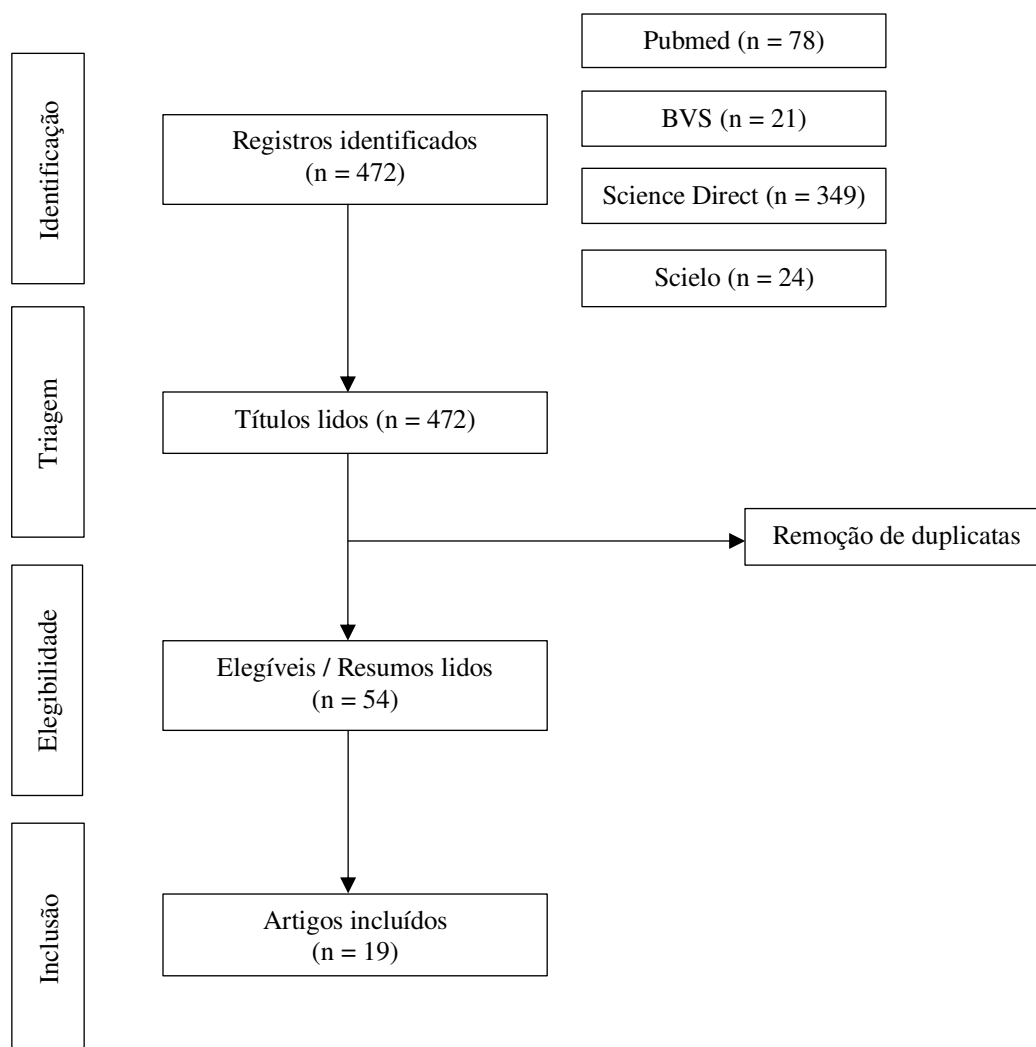 Identificação
Registros identificados
(n = 472)
Pubmed (n = 78)
BVS (n = 21)
Science Direct (n = 349)
Scielo (n = 24)
Triagem
Títulos lidos (n = 472)
Remoção de duplicatas
Elegibilidade
Elegíveis / Resumos lidos
(n = 54)
Inclusão
Artigos incluídos
(n = 19)